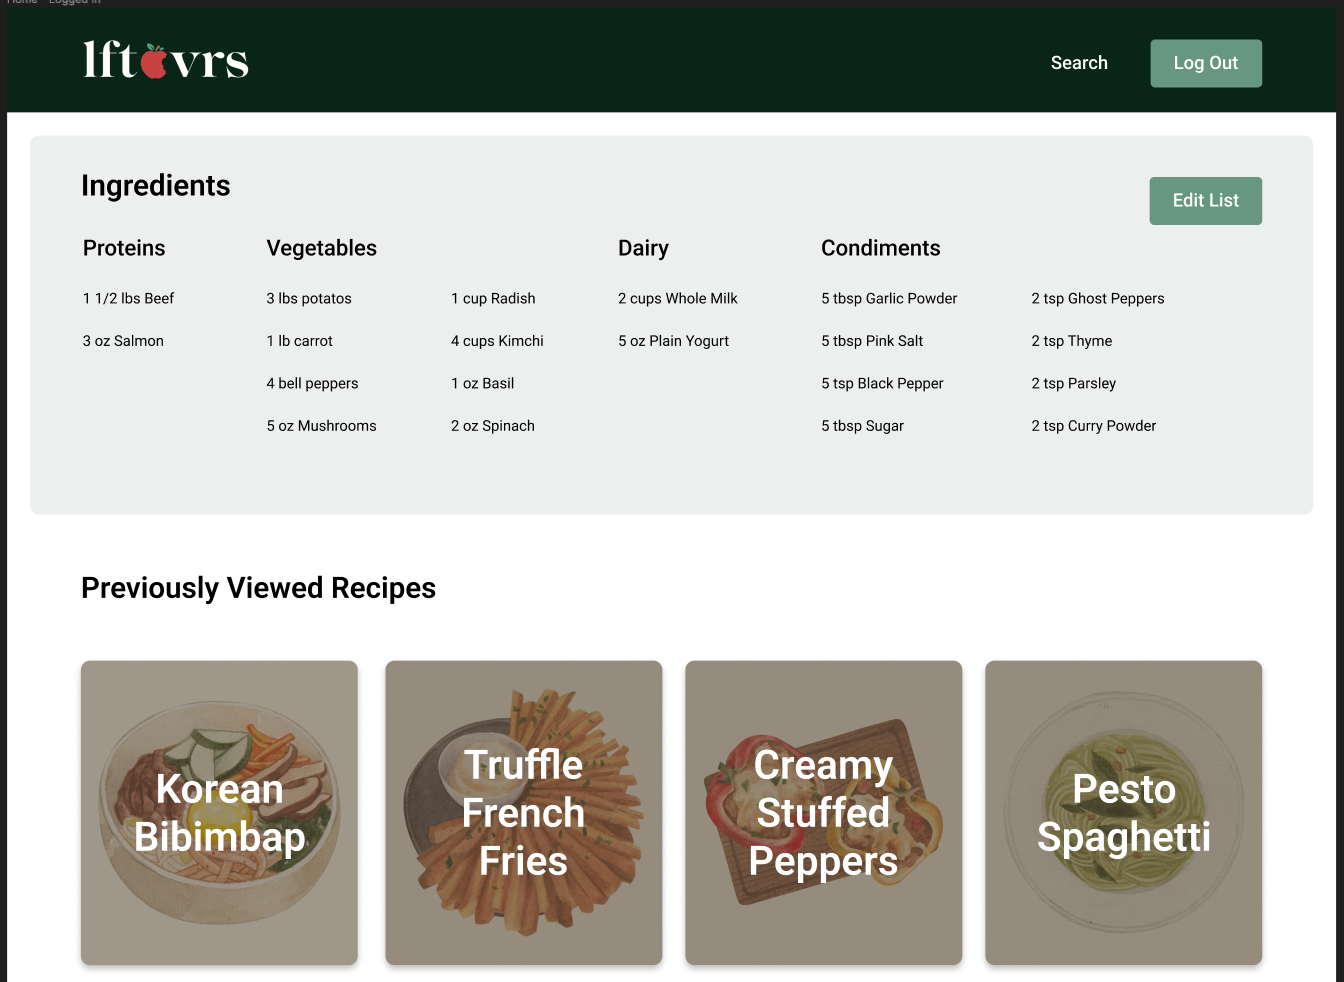 Home - Logged In
lftovrs
Search
Log Out
Ingredients
Edit List
Proteins
1 1/2 lbs Beef
3 oz Salmon
Vegetables
3 lbs potatos
1 lb carrot
4 bell peppers
5 oz Mushrooms
1 cup Radish
4 cups Kimchi
1 oz Basil
2 oz Spinach
Dairy
2 cups Whole Milk
5 oz Plain Yogurt
Condiments
5 tbsp Garlic Powder
5 tbsp Pink Salt
5 tsp Black Pepper
5 tbsp Sugar
2 tsp Ghost Peppers
2 tsp Thyme
2 tsp Parsley
2 tsp Curry Powder
Previously Viewed Recipes
Korean
Bibimbap
Truffle
French
Fries
Creamy
Stuffed
Peppers
Pesto
Spaghetti